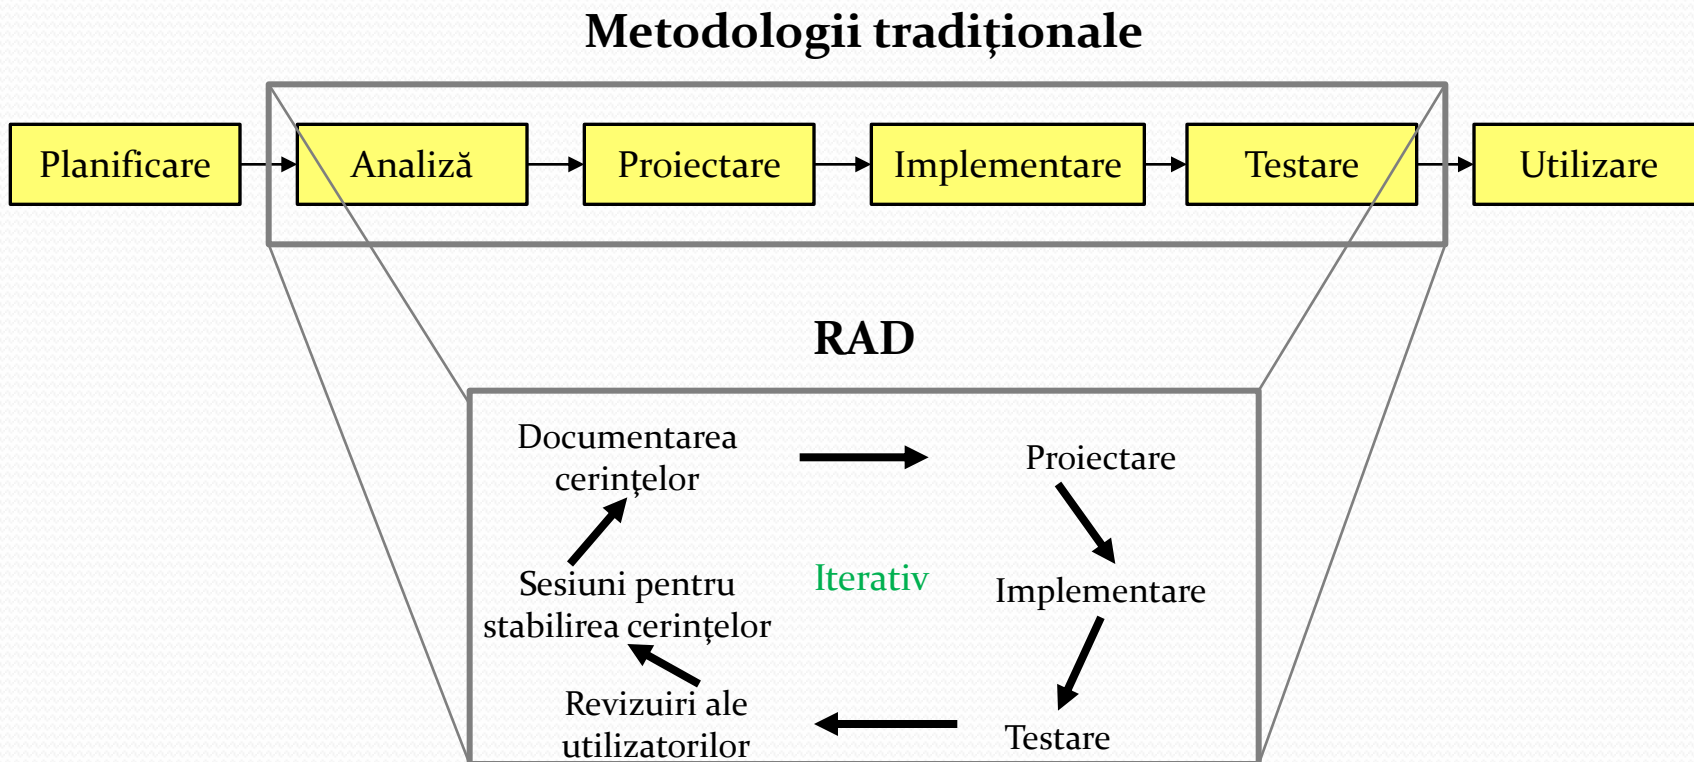 Metodologii tradiţionale
Planificare
Analiză
Proiectare
Implementare
Testare
Utilizare
RAD
Documentarea
cerinţelor
Proiectare
Iterativ
Sesiuni pentru
stabilirea cerinţelor
Implementare
Revizuiri ale
utilizatorilor
Testare